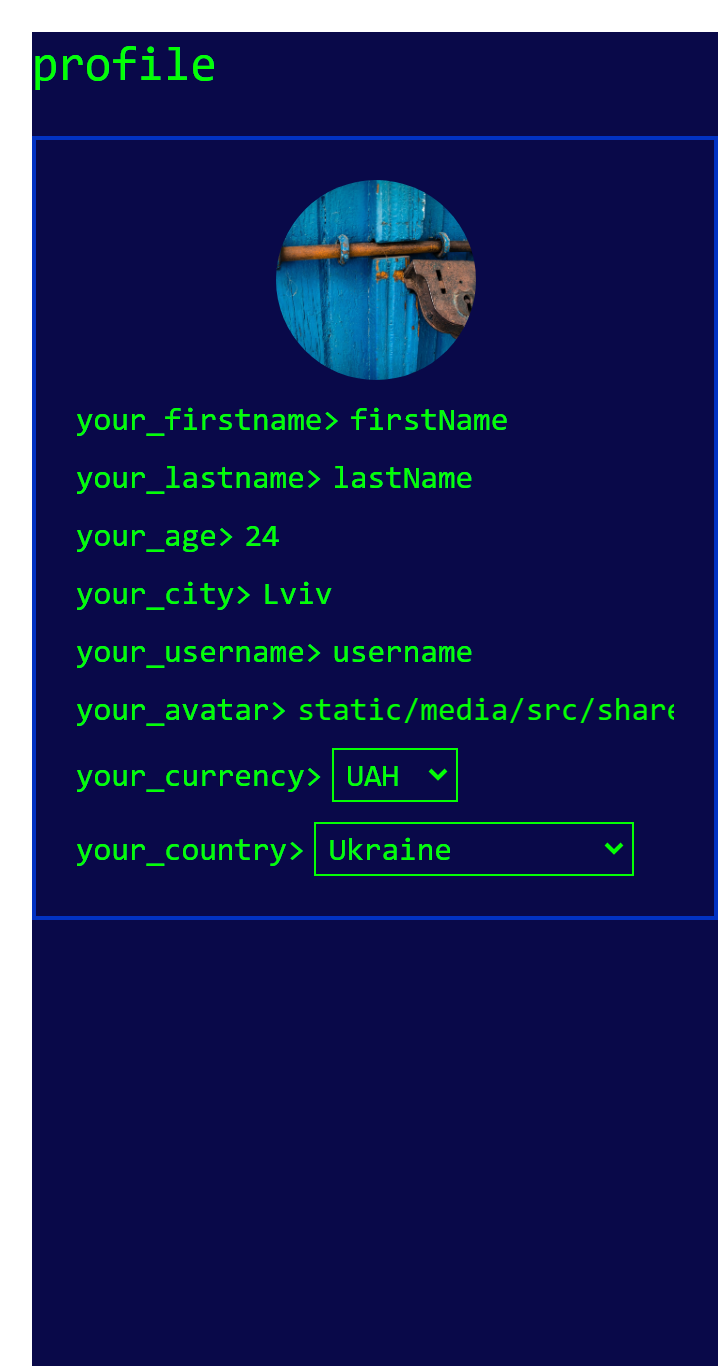 profile
your_firstname> firstName
your_lastname> lastName
your_age> 24
your_city> Lviv
your_username> username
your_avatar> static/media/src/share
your_currency> UAH
your_country> Ukraine